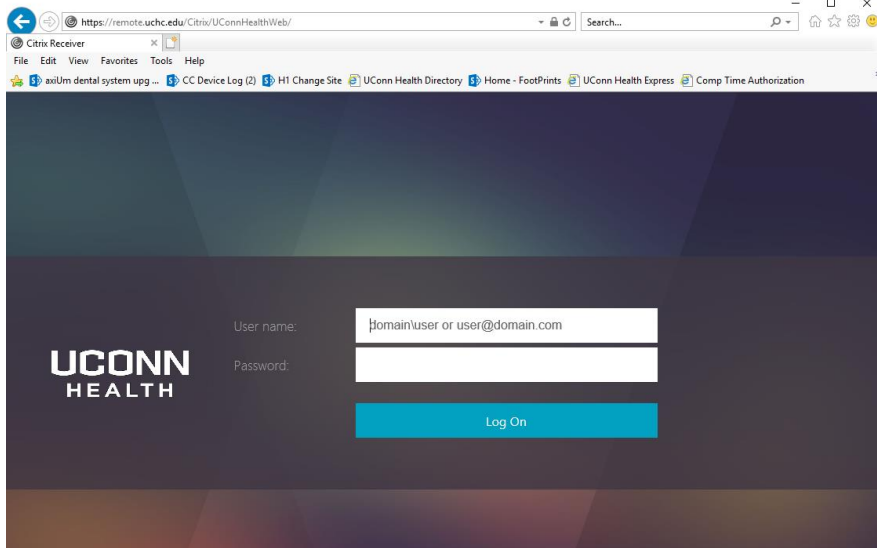 https://remote.uchc.edu/Citrix/UConnHealthWeb/ Search...
Citrix Receiver
File Edit View Favorites Tools Help
axiUm dental system upg ... CC Device Log (2) H1 Change Site UConn Health Directory Home - FootPrints UConn Health Express Comp Time Authorization
User name: domain\user or user@domain.com
Password:
UCONN
HEALTH
Log On